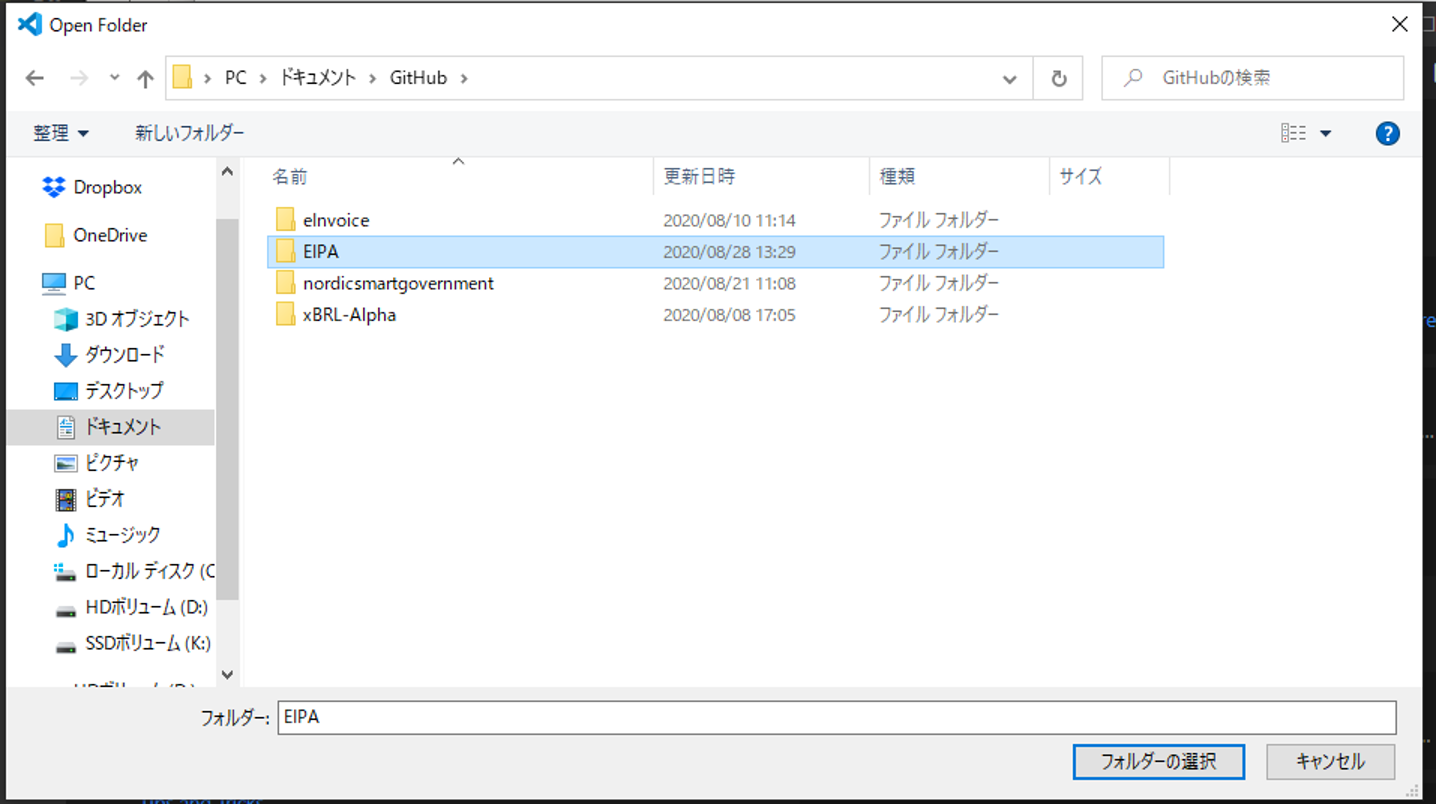 Open Folder
PC ドキュメント GitHub
GitHubの検索
整理 新しいフォルダー
名前 更新日時 種類 サイズ
Dropbox
OneDrive
PC
3D オブジェクト
ダウンロード
デスクトップ
ドキュメント
ピクチャ
ビデオ
ミュージック
ローカル ディスク (C
HDボリューム (D:)
SSDボリューム (K:)
eInvoice 2020/08/10 11:14 ファイル フォルダー
EIPA 2020/08/28 13:29 ファイル フォルダー
nordicsmartgovernment 2020/08/21 11:08 ファイル フォルダー
xBRL-Alpha 2020/08/08 17:05 ファイル フォルダー
フォルダー: EIPA
フォルダーの選択 キャンセル